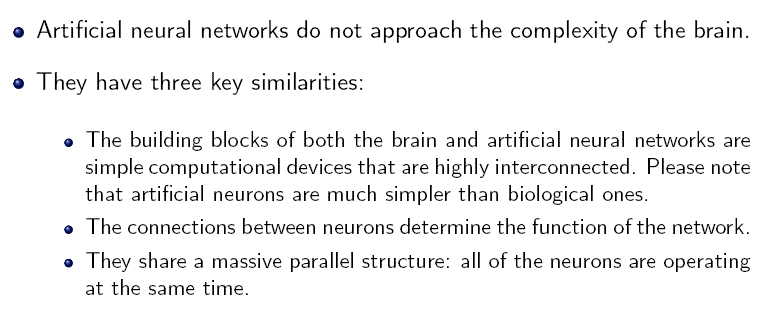 Artificial neural networks do not approach the complexity of the brain.
They have three key similarities:
The building blocks of both the brain and artificial neural networks are
simple computational devices that are highly interconnected. Please note
that artificial neurons are much simpler than biological ones.
The connections between neurons determine the function of the network.
They share a massive parallel structure: all of the neurons are operating
at the same time.